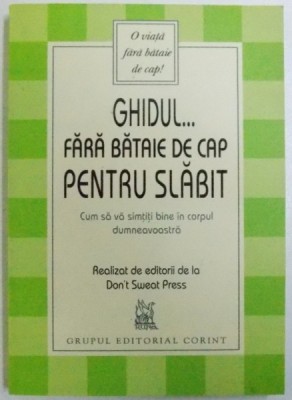 O viață
fără bătaie
de cap!
GHIDUL...
FĂRĂ BĂTAIE DE CAP
PENTRU SLĂBIT
Cum să vă simțiți bine în corpul
dumneavoastră
Realizat de editorii de la
Don't Sweat Press
GRUPUL EDITORIAL CORINT